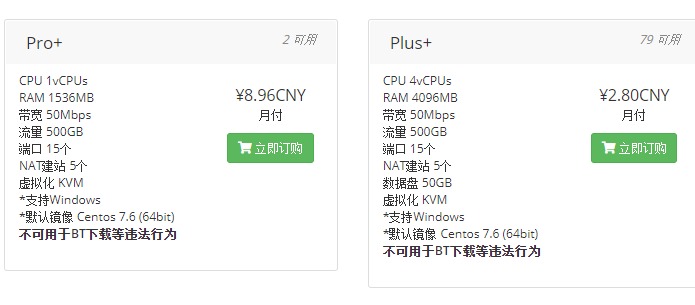 Pro+
2 可用
CPU 1vCPUs
RAM 1536MB
带宽 50Mbps
流量 500GB
端口 15个
NAT建站 5个
虚拟化 KVM
*支持Windows
*默认镜像 Centos 7.6 (64bit)
不可用于BT下载等违法行为
¥8.96CNY
月付
立即订购
Plus+
79 可用
CPU 4vCPUs
RAM 4096MB
带宽 50Mbps
流量 500GB
端口 15个
NAT建站 5个
数据盘 50GB
虚拟化 KVM
*支持Windows
*默认镜像 Centos 7.6 (64bit)
不可用于BT下载等违法行为
¥2.80CNY
月付
立即订购